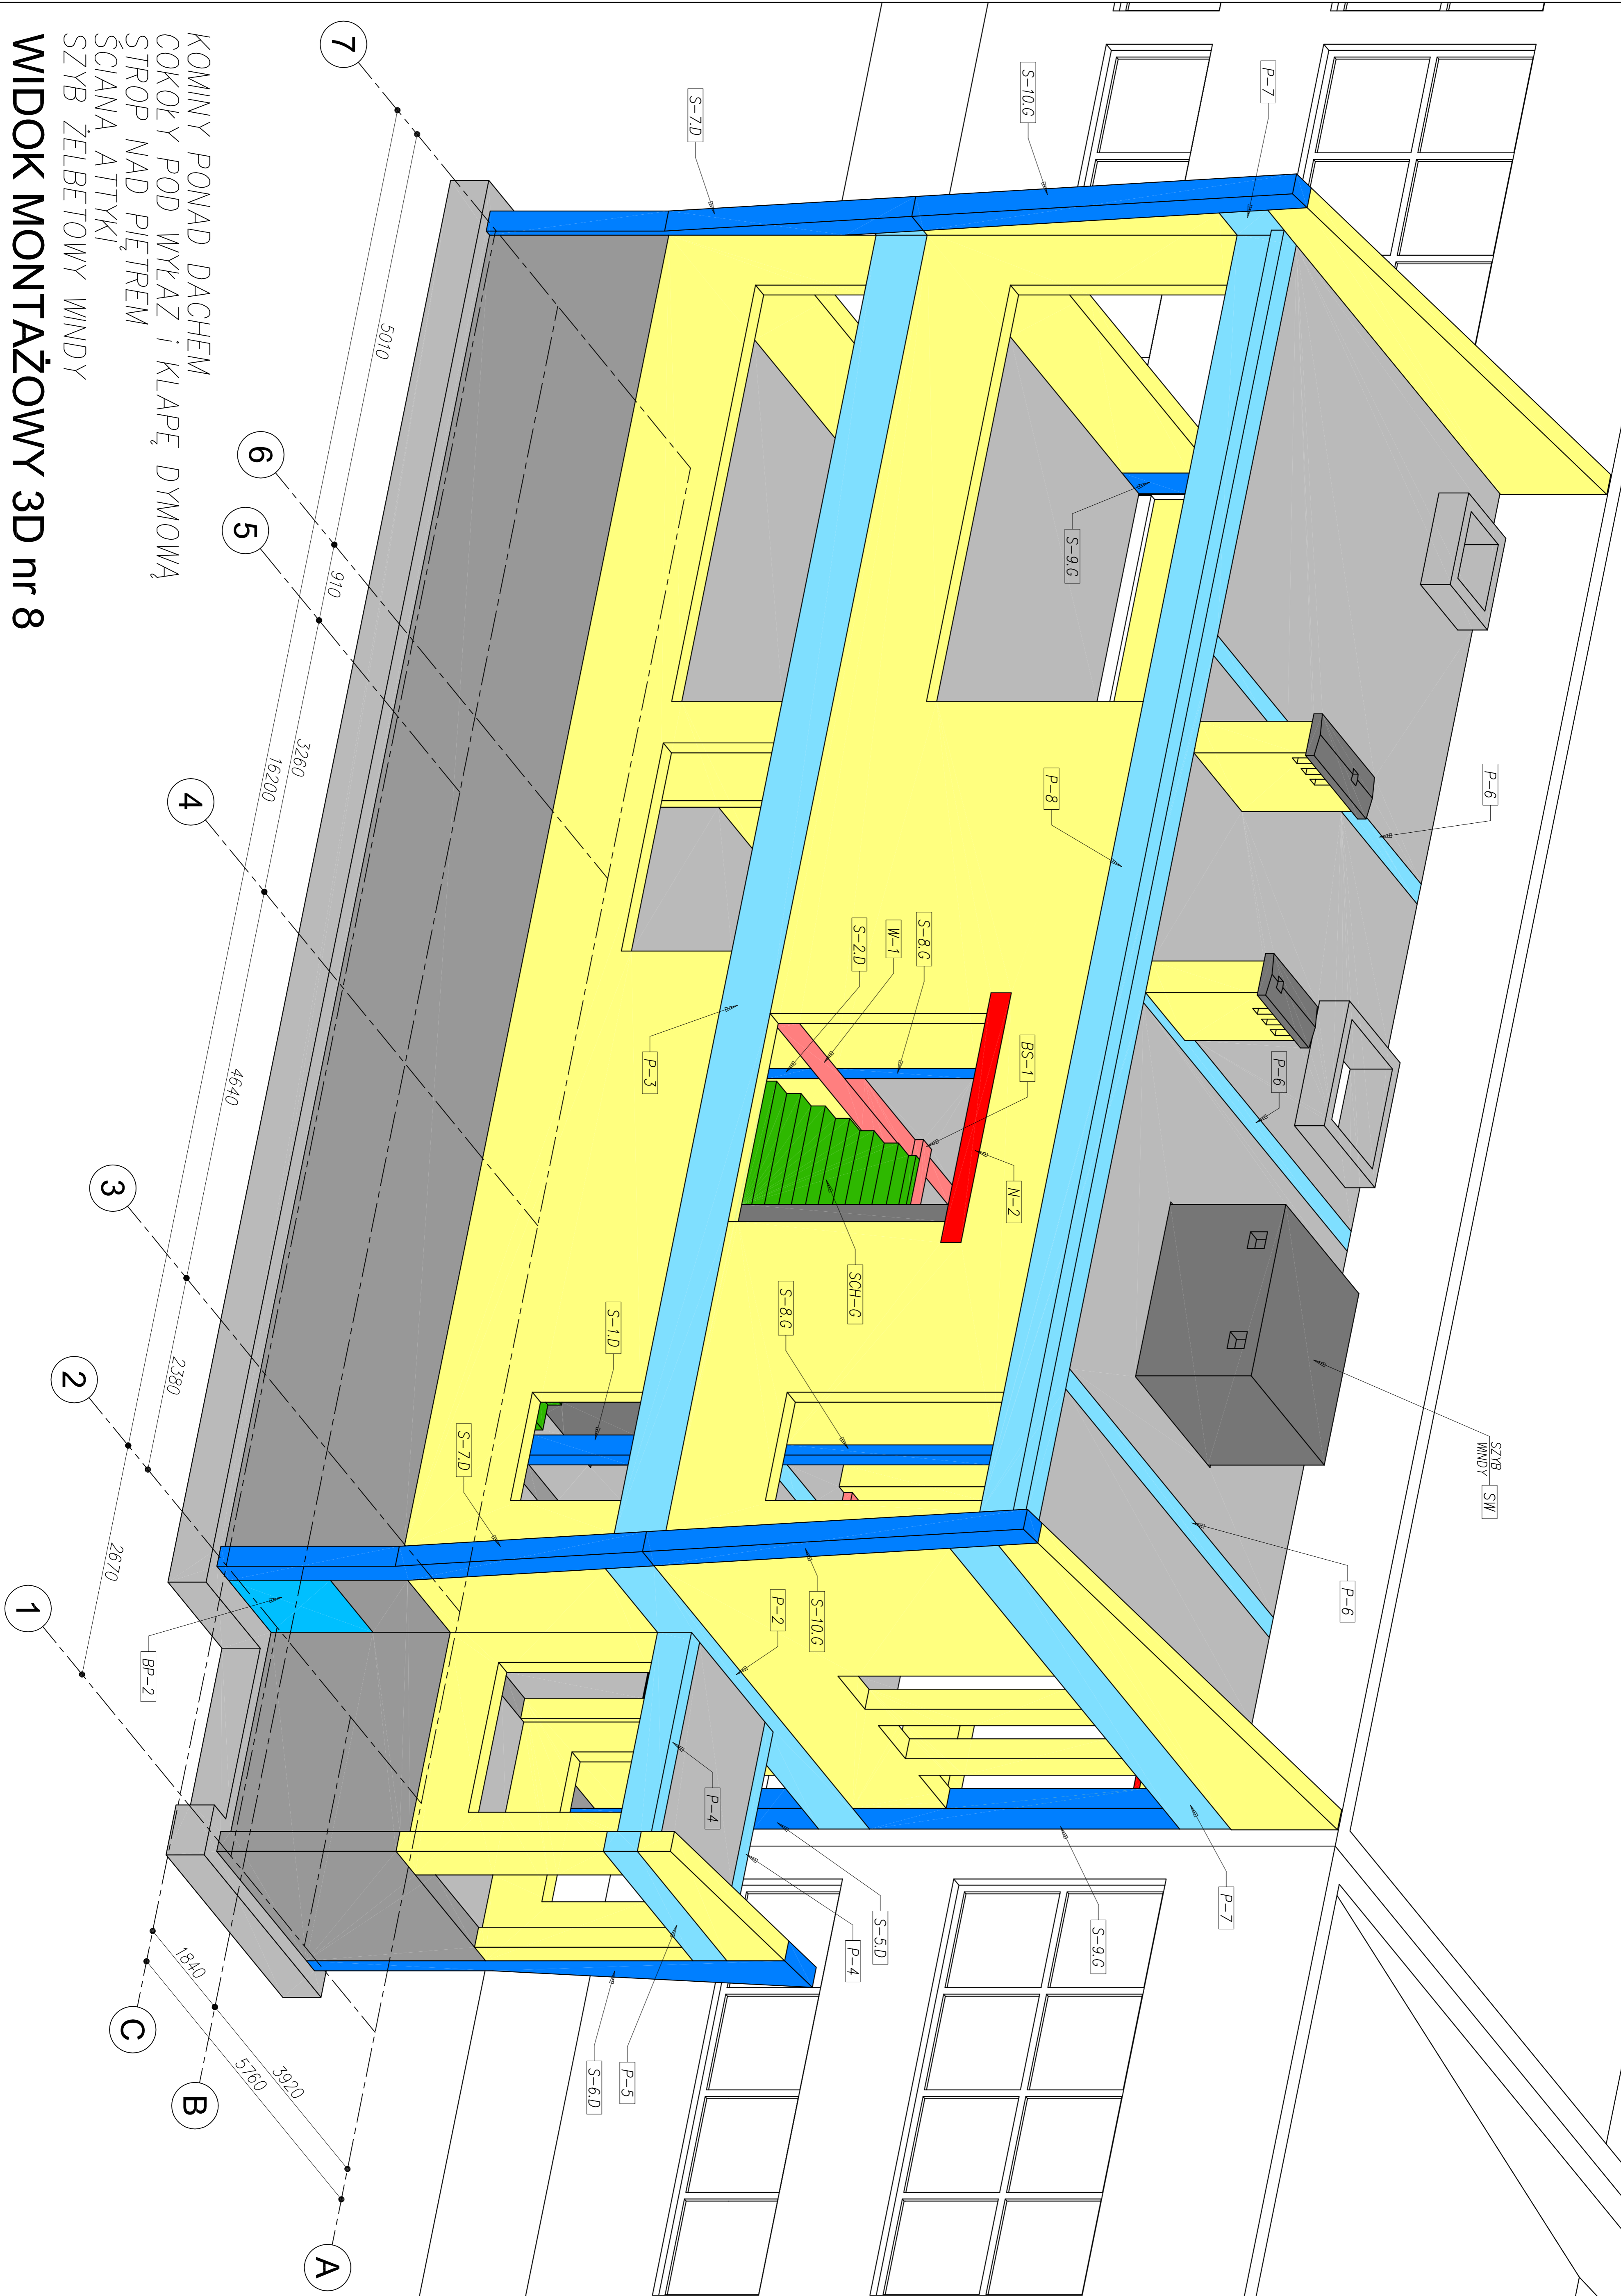 KOMINY PONAD DACHEM
COKOŁY POD WYŁAZ i KLAPĘ DYMOWĄ
STROP NAD PIĘTREM
ŚCIANA ATTYKI
SZYB ŻELBETOWY WINDY
WIDOK MONTAŻOWY 3D nr 8
P-7
S-10.G
S-7.D
S-9.G
P-6
P-8
P-6
S-8.G
W-1
S-2.D
BS-1
N-2
P-3
SCH-G
S-8.G
S-1.D
S-7.D
SZYB
WINDY
SW
P-6
S-10.G
P-2
BP-2
P-4
P-7
S-9.G
S-5.D
P-4
P-5
S-6.D
7
6
5
4
3
2
1
5010
910
3260
16200
4640
2380
2670
1840
3920
5760
C
B
A